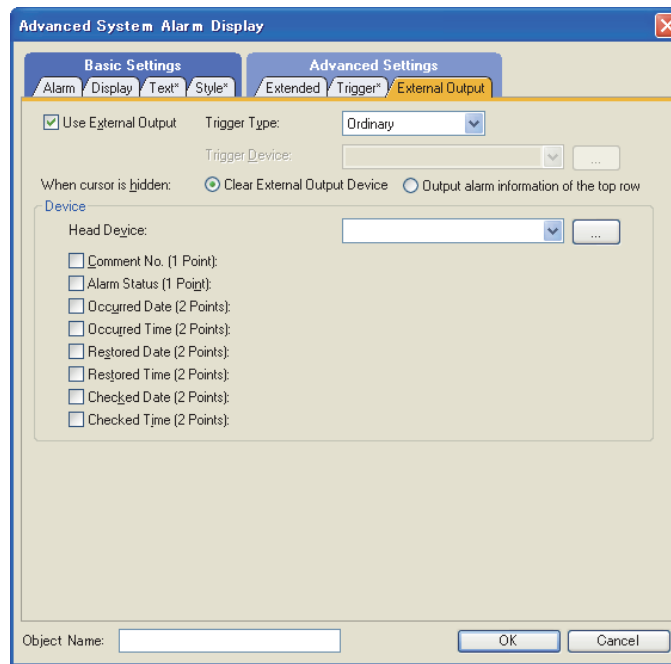 Advanced System Alarm Display
Basic Settings Advanced Settings
Alarm Display Text* Style* Extended Trigger* External Output
Use External Output Trigger Type: Ordinary
Trigger Device: ...
When cursor is hidden: Clear External Output Device Output alarm information of the top row
Device
Head Device: ...
Comment No. (1 Point):
Alarm Status (1 Point):
Occurred Date (2 Points):
Occurred Time (2 Points):
Restored Date (2 Points):
Restored Time (2 Points):
Checked Date (2 Points):
Checked Time (2 Points):
Object Name: OK Cancel